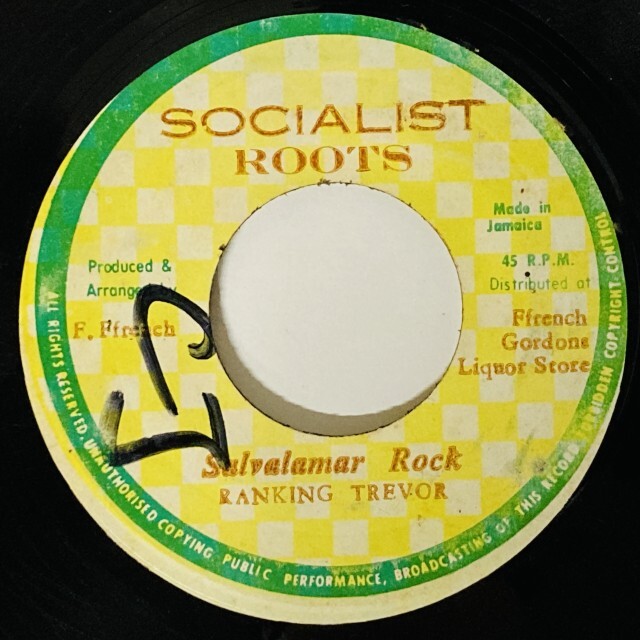 SOCIALIST
ROOTS
Made in
Jamaica
Produced &
Arranged by
F. Ffrench
45 R.P.M.
Distributed at
Ffrench
Gordons
Liquor Store
Salvalamar Rock
RANKING TREVOR
ALL RIGHTS RESERVED. UNAUTHORISED COPYING, PUBLIC PERFORMANCE, BROADCASTING OF THIS RECORD FORBIDDEN COPYRIGHT CONTROL